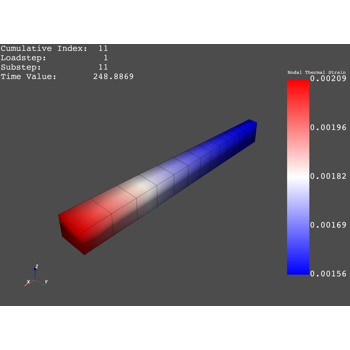 Cumulative Index: 11
Loadstep: 1
Substep: 11
Time Value: 248.8869
Nodal Thermal Strain
0.00209
0.00196
0.00182
0.00169
0.00156
Z
X Y